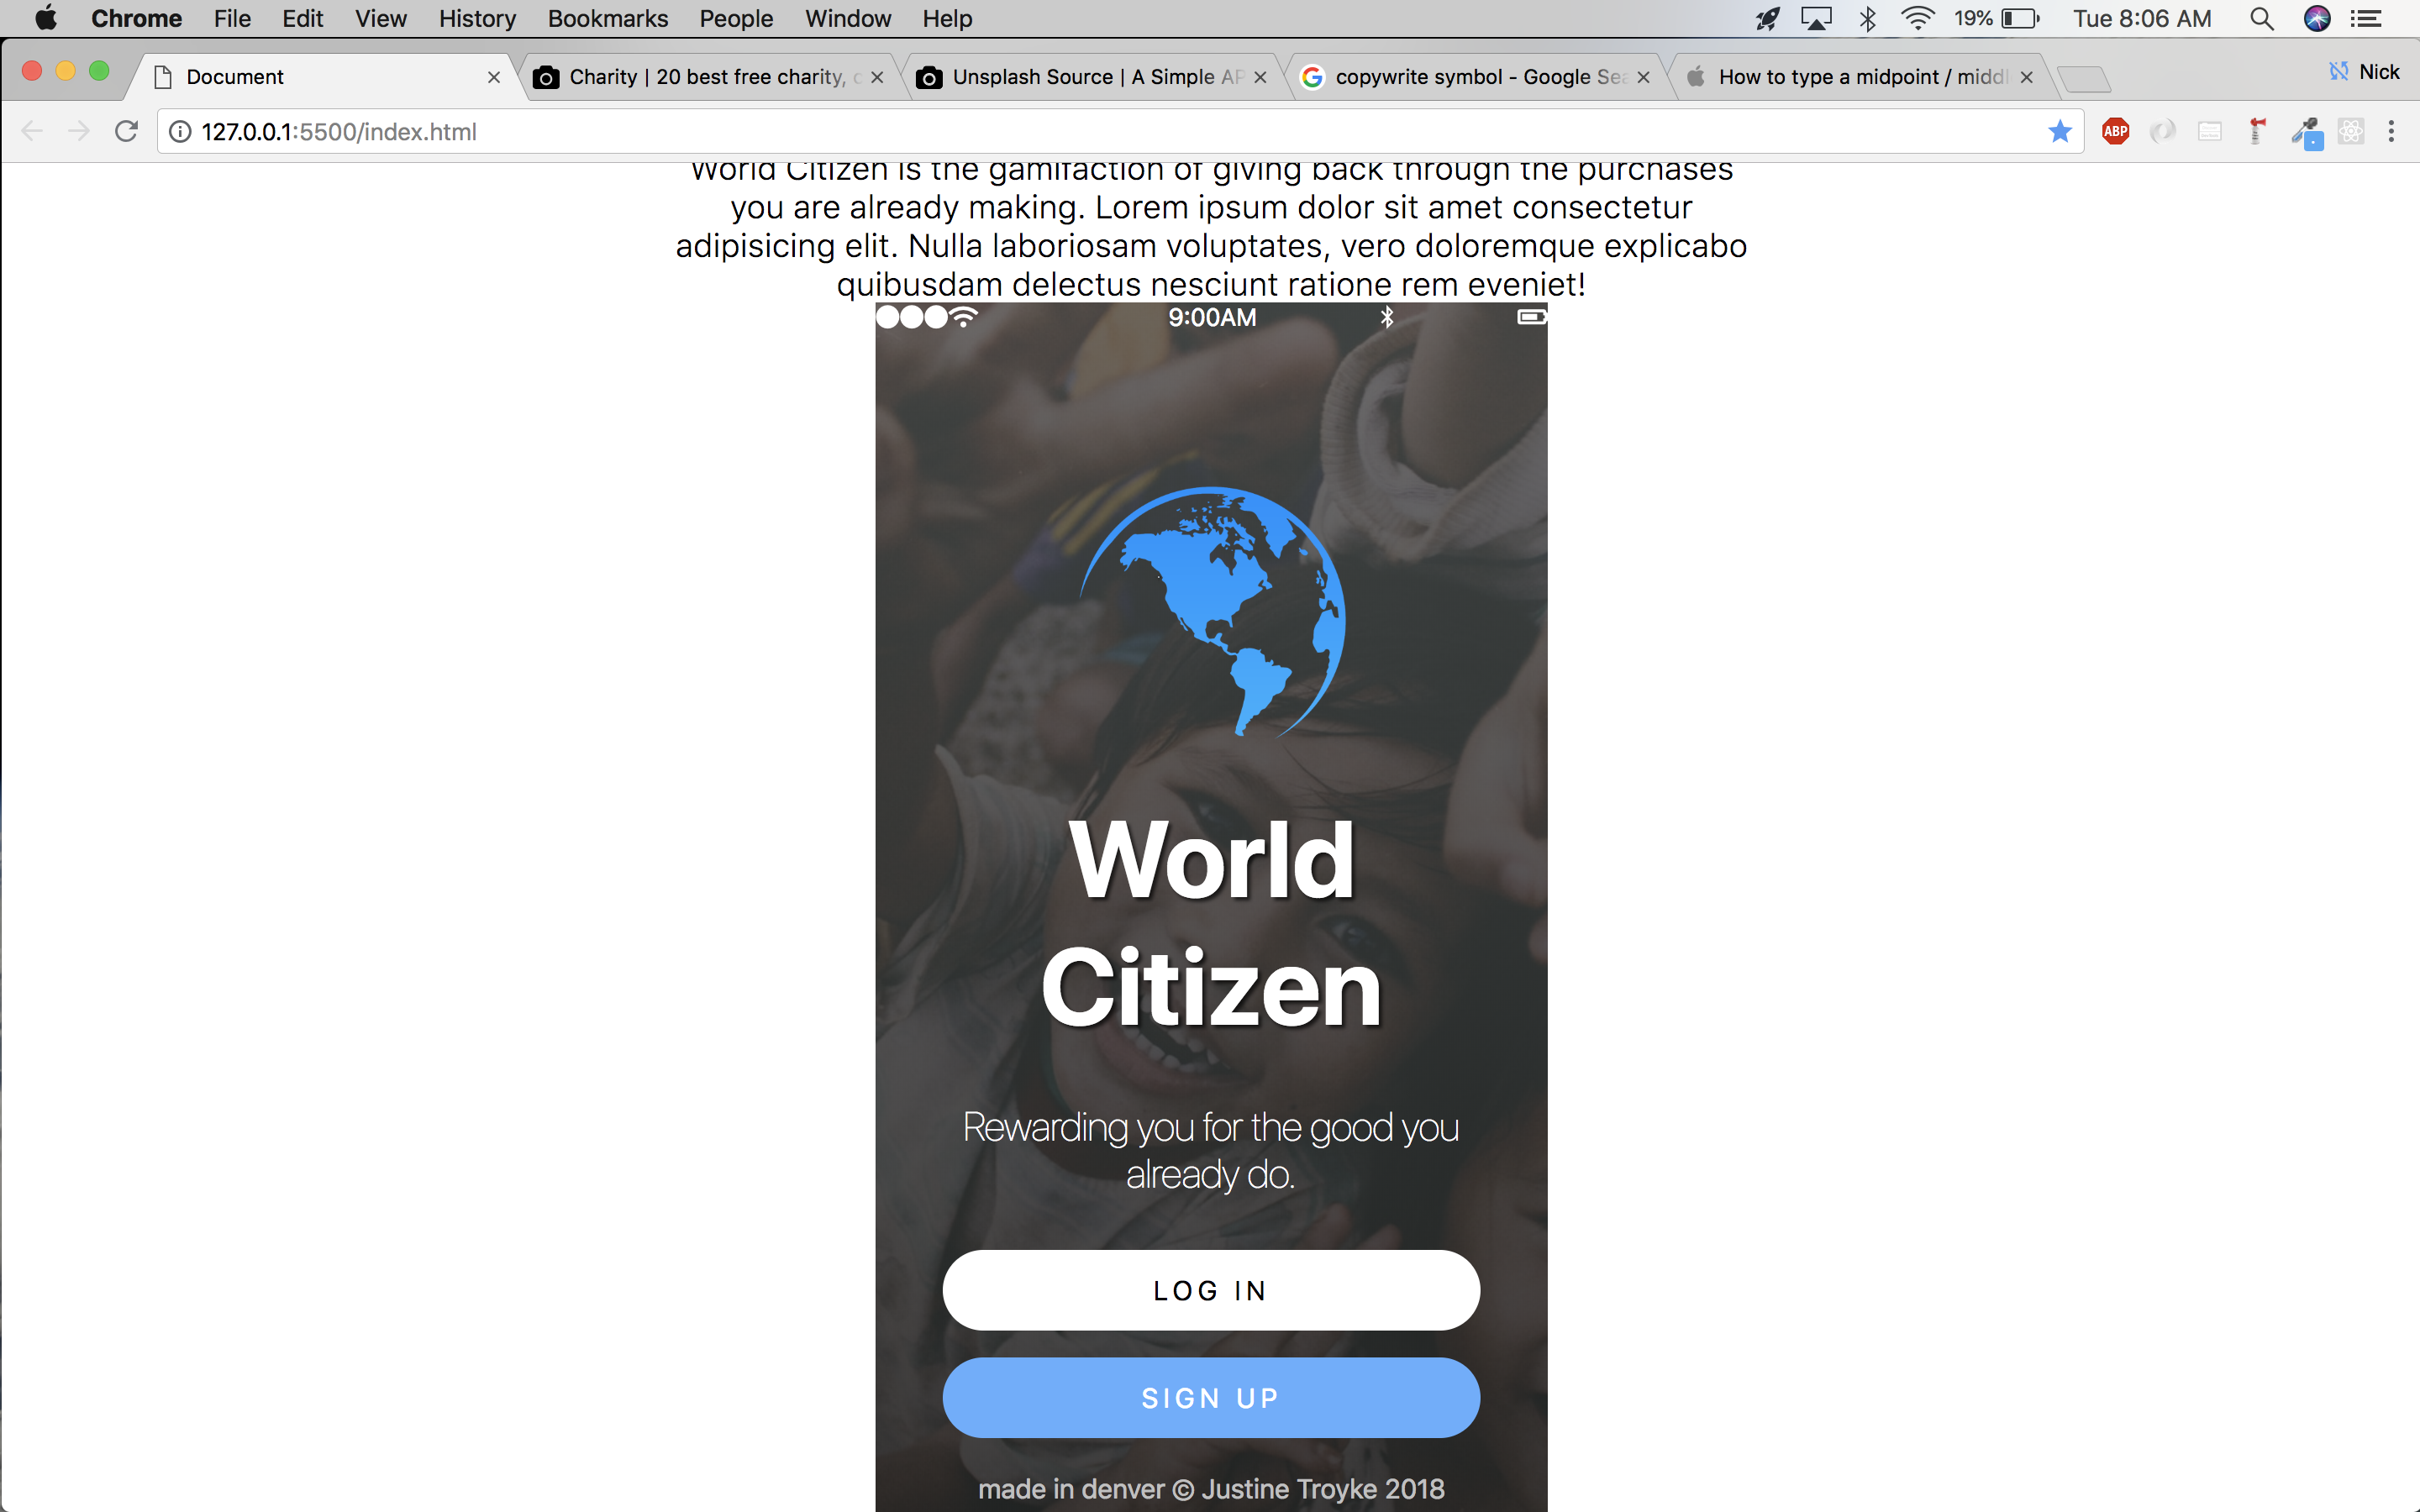 Chrome File Edit View History Bookmarks People Window Help 19% Tue 8:06 AM
Document Charity | 20 best free charity, Unsplash Source | A Simple AP copywrite symbol - Google Sea How to type a midpoint / middl Nick
127.0.0.1:5500/index.html ABP
World Citizen is the gamifaction of giving back through the purchases
you are already making. Lorem ipsum dolor sit amet consectetur
adipisicing elit. Nulla laboriosam voluptates, vero doloremque explicabo
quibusdam delectus nesciunt ratione rem eveniet!
9:00AM
World
Citizen
Rewarding you for the good you
already do.
LOG IN
SIGN UP
made in denver © Justine Troyke 2018